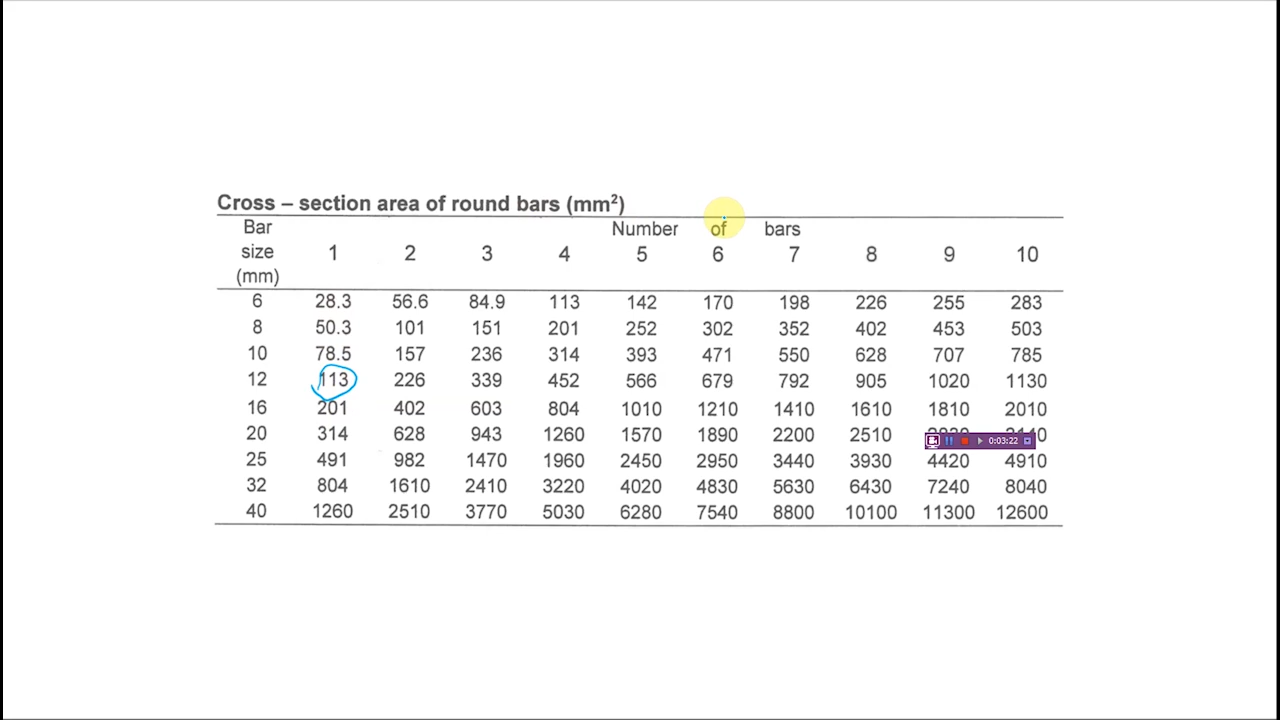 Cross – section area of round bars (mm²)
Bar Number of bars
size 1 2 3 4 5 6 7 8 9 10
(mm)
6 28.3 56.6 84.9 113 142 170 198 226 255 283
8 50.3 101 151 201 252 302 352 402 453 503
10 78.5 157 236 314 393 471 550 628 707 785
12 113 226 339 452 566 679 792 905 1020 1130
16 201 402 603 804 1010 1210 1410 1610 1810 2010
20 314 628 943 1260 1570 1890 2200 2510
0:03:22
25 491 982 1470 1960 2450 2950 3440 3930 4420 4910
32 804 1610 2410 3220 4020 4830 5630 6430 7240 8040
40 1260 2510 3770 5030 6280 7540 8800 10100 11300 12600